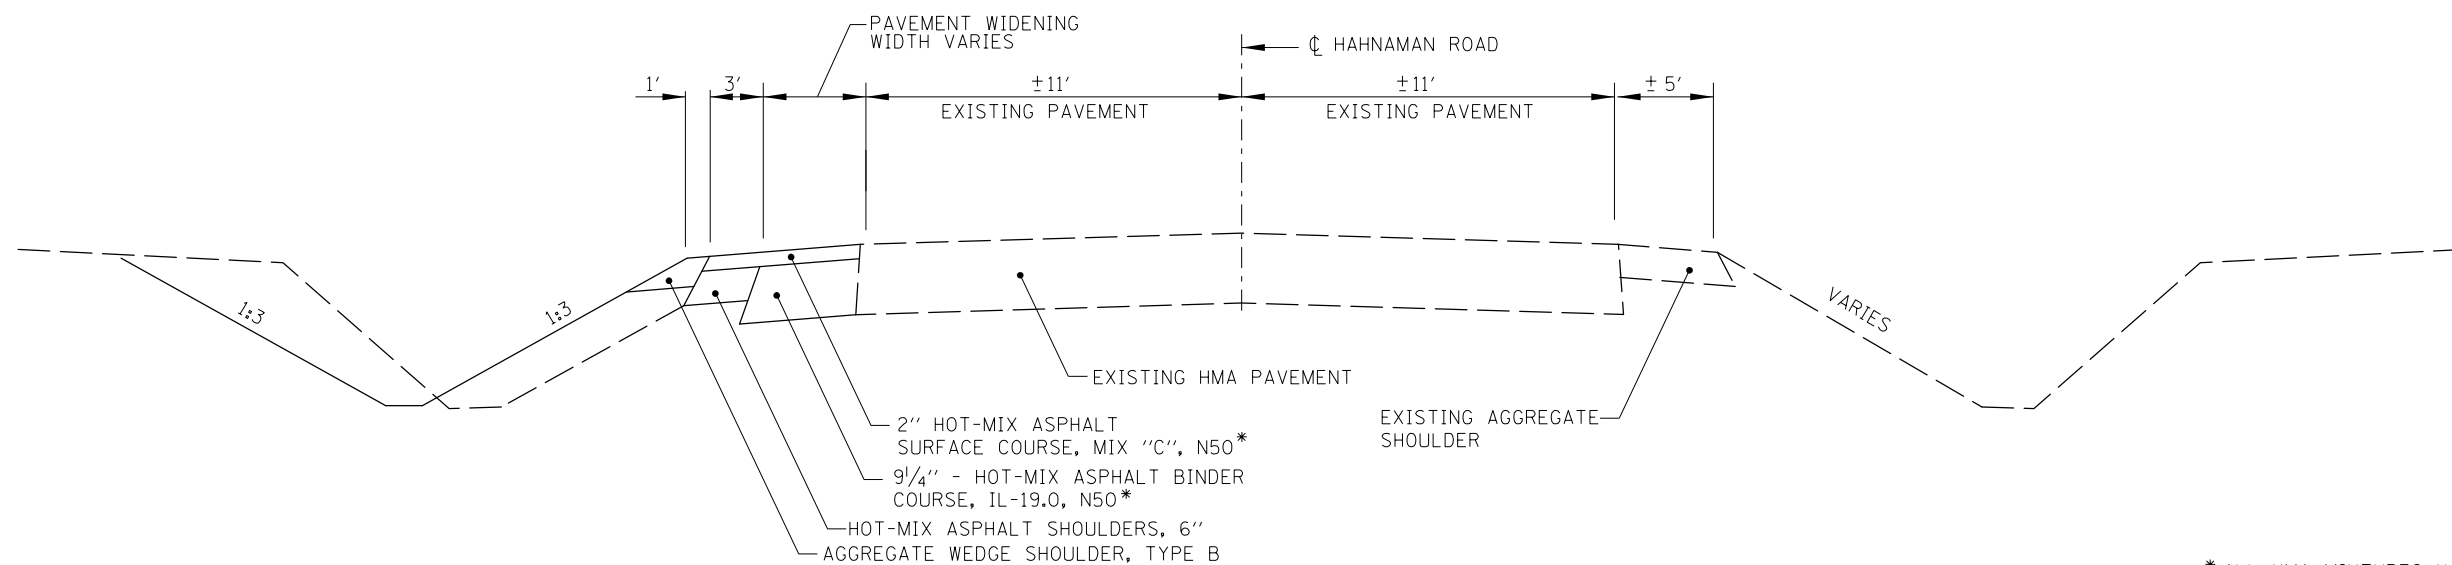 PAVEMENT WIDENING
WIDTH VARIES
℄ HAHNAMAN ROAD
1' 3' ±11' ±11' ± 5'
EXISTING PAVEMENT EXISTING PAVEMENT
1:3 1:3 VARIES
EXISTING HMA PAVEMENT
2'' HOT-MIX ASPHALT
SURFACE COURSE, MIX "C", N50*
EXISTING AGGREGATE
SHOULDER
9 1/4'' - HOT-MIX ASPHALT BINDER
COURSE, IL-19.0, N50*
HOT-MIX ASPHALT SHOULDERS, 6''
AGGREGATE WEDGE SHOULDER, TYPE B